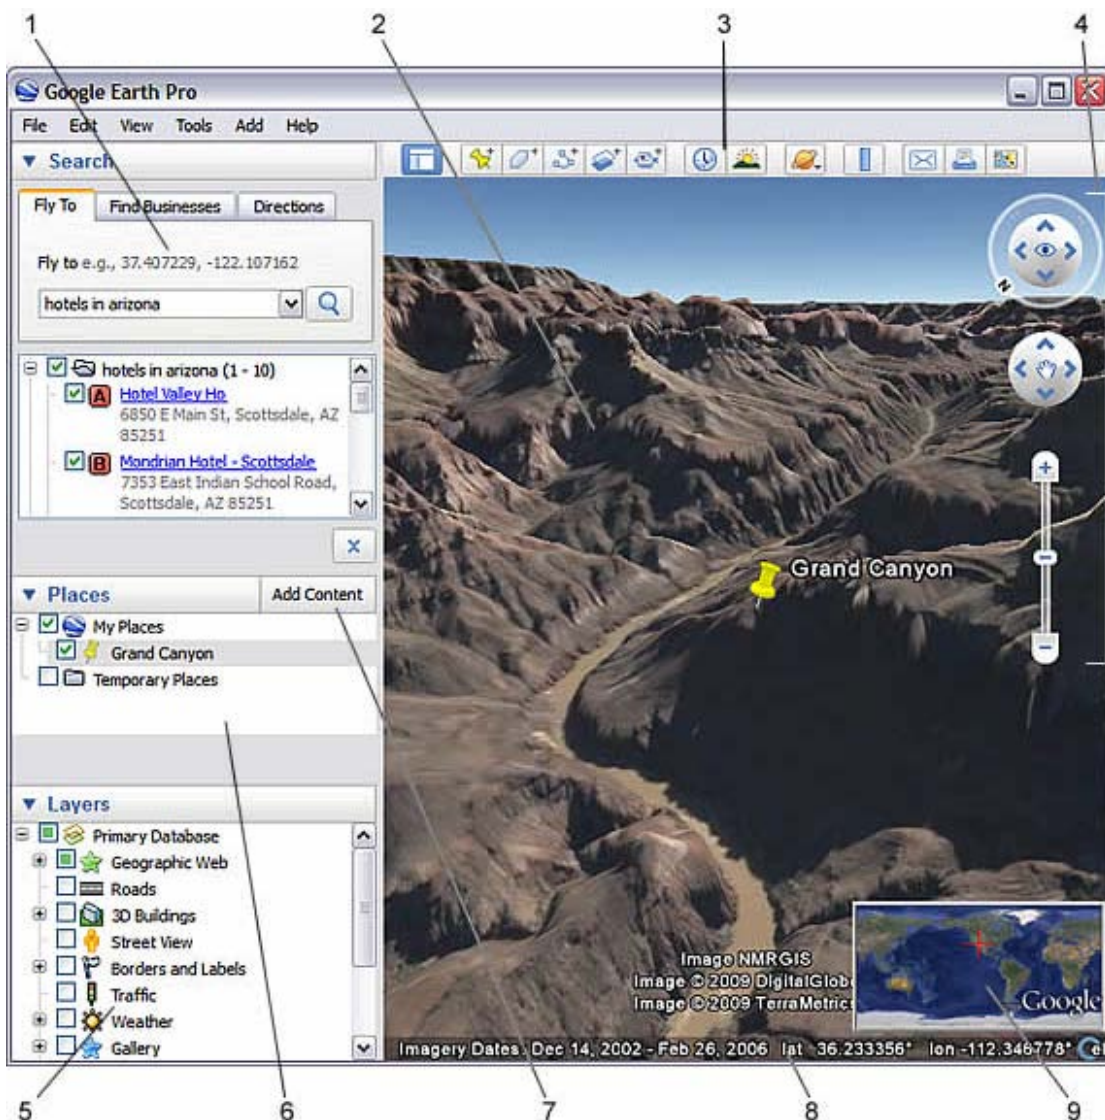 1 2 3 4
Google Earth Pro
File Edit View Tools Add Help
Search
Fly To Find Businesses Directions
Fly to e.g., 37.407229, -122.107162
hotels in arizona
hotels in arizona (1 - 10)
A Hotel Valley Ho
6850 E Main St, Scottsdale, AZ
85251
B Mondrian Hotel - Scottsdale
7353 East Indian School Road,
Scottsdale, AZ 85251
Places Add Content
My Places
Grand Canyon
Temporary Places
Layers
Primary Database
Geographic Web
Roads
3D Buildings
Street View
Borders and Labels
Traffic
Weather
Gallery
N
Grand Canyon
Image NMRGIS
Image © 2009 DigitalGlobe
Image © 2009 TerraMetrics
Google
Imagery Dates: Dec 14, 2002 - Feb 26, 2006 lat 36.233356° lon -112.346778°
5 6 7 8 9